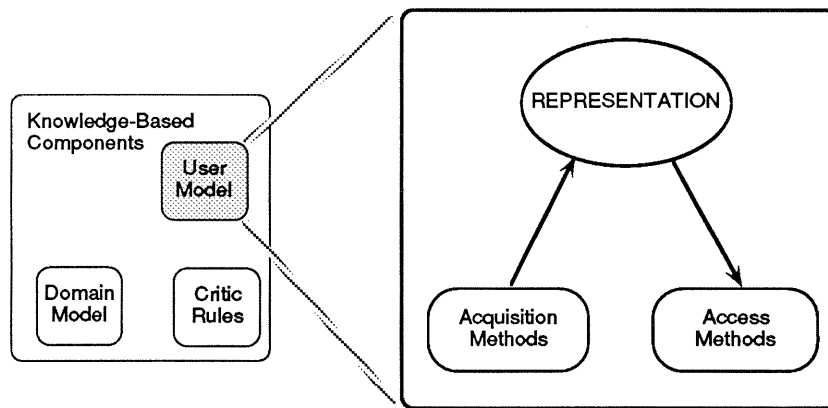 Knowledge-Based
Components
User
Model
Domain
Model
Critic
Rules
REPRESENTATION
Acquisition
Methods
Access
Methods